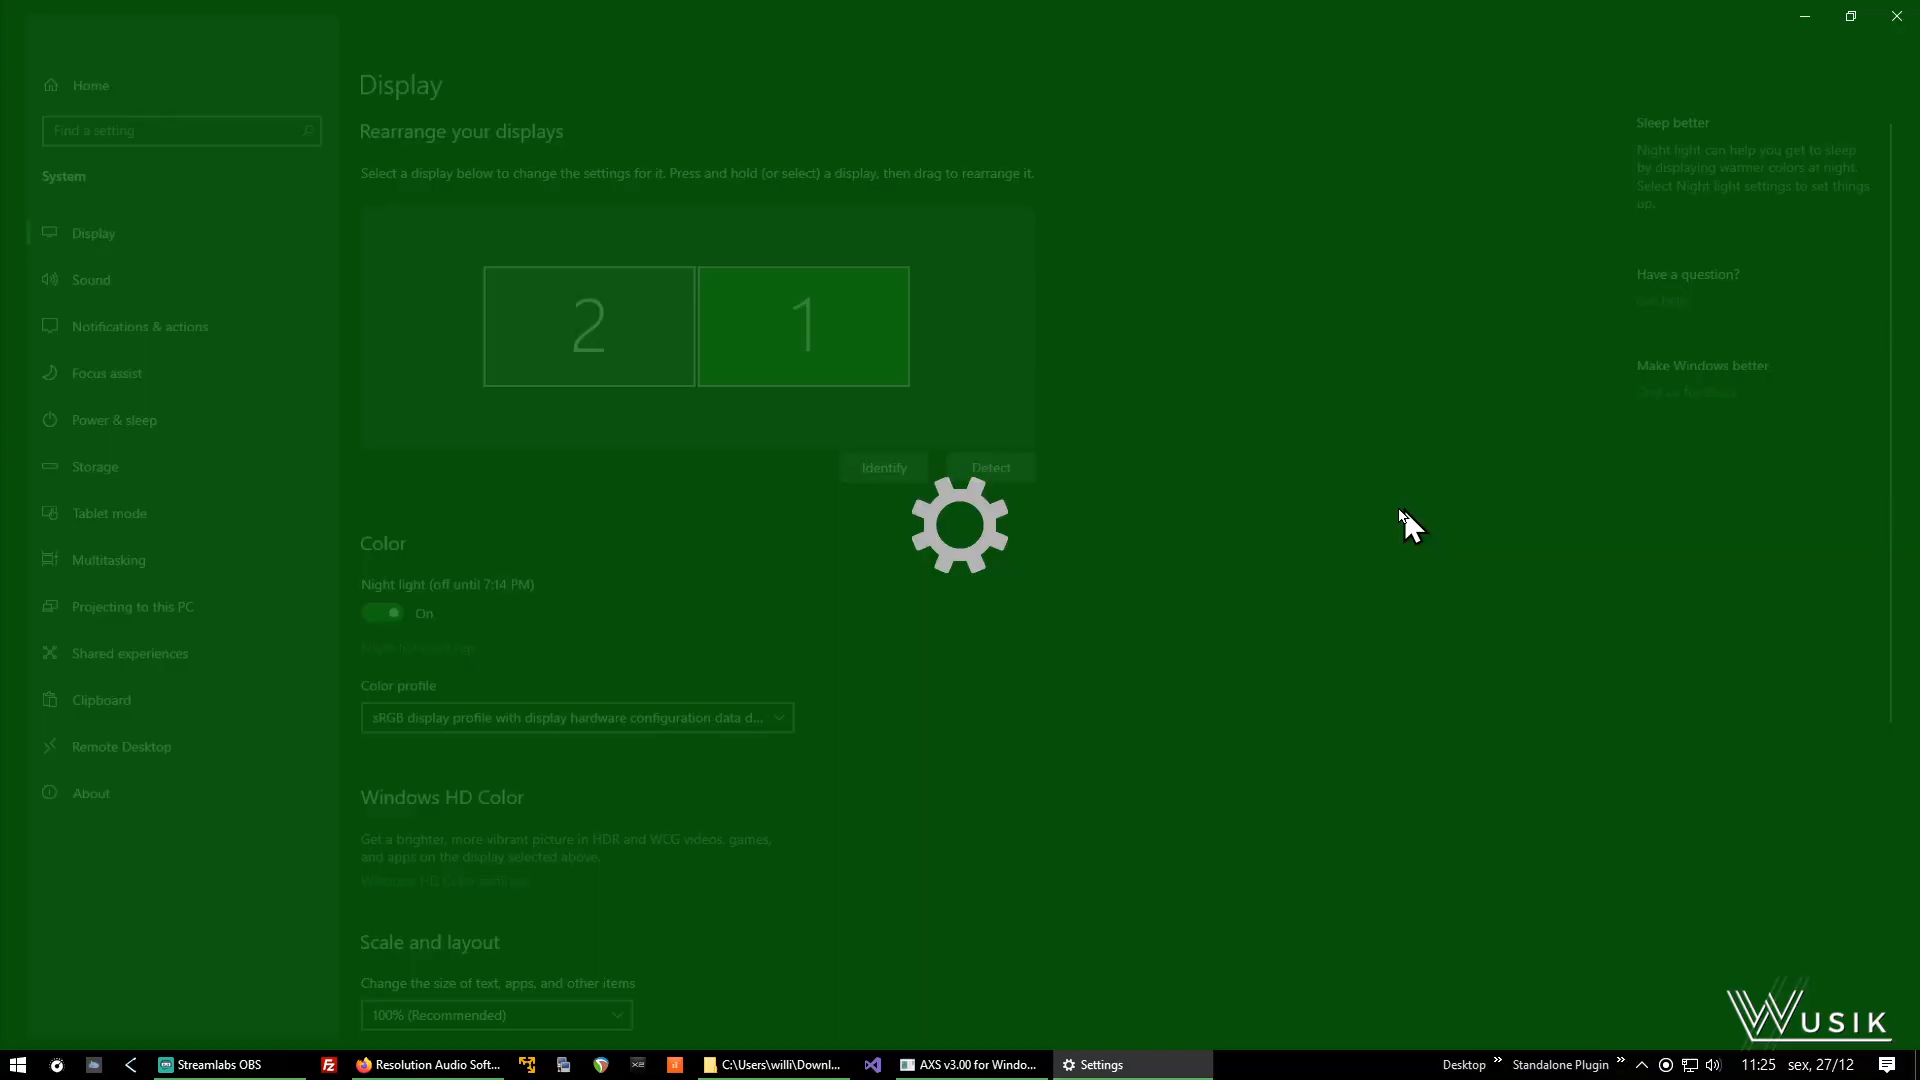 Home
Find a setting
System
Display
Sound
Notifications & actions
Focus assist
Power & sleep
Storage
Tablet mode
Multitasking
Projecting to this PC
Shared experiences
Clipboard
Remote Desktop
About
Display
Rearrange your displays
Select a display below to change the settings for it. Press and hold (or select) a display, then drag to rearrange it.
2
1
Identify
Detect
Color
Night light (off until 7:14 PM)
On
Color profile
sRGB display profile with display hardware configuration data d...
Windows HD Color
Get a brighter, more vibrant picture in HDR and WCG videos, games,
and apps on the display selected above.
Windows HD Color settings
Scale and layout
Change the size of text, apps, and other items
100% (Recommended)
Sleep better
Night light can help you get to sleep
by displaying warmer colors at night.
Select Night light settings to set things
up.
Have a question?
Make Windows better
WUSIK
Streamlabs OBS
Fz
Resolution Audio Soft...
C:\Users\willi\Downl...
AXS v3.00 for Windo...
Settings
Desktop
Standalone Plugin
11:25
sex, 27/12